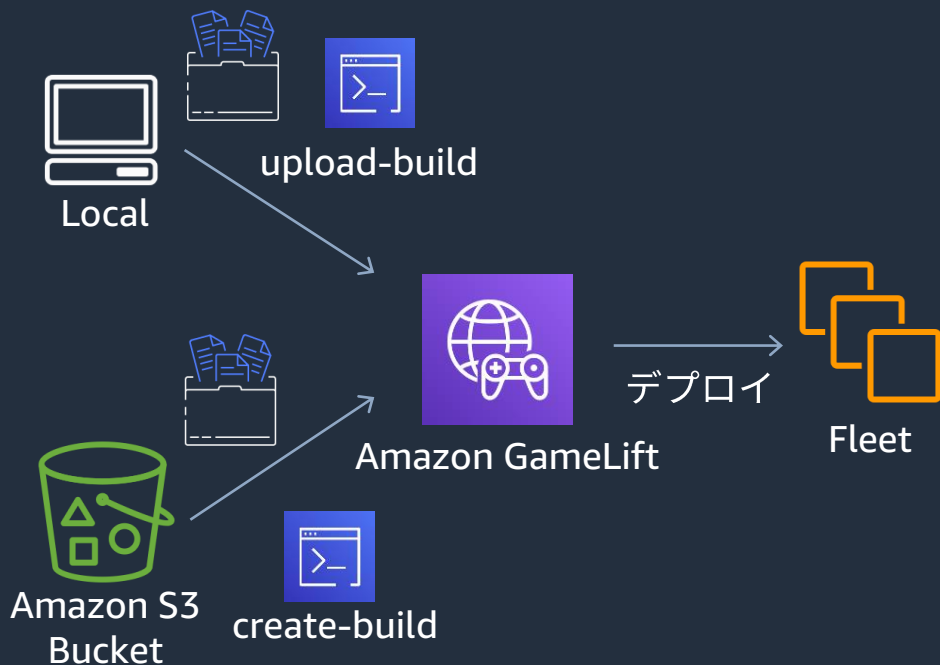 upload-build
Local
Amazon GameLift
デプロイ
Fleet
Amazon S3
Bucket
create-build